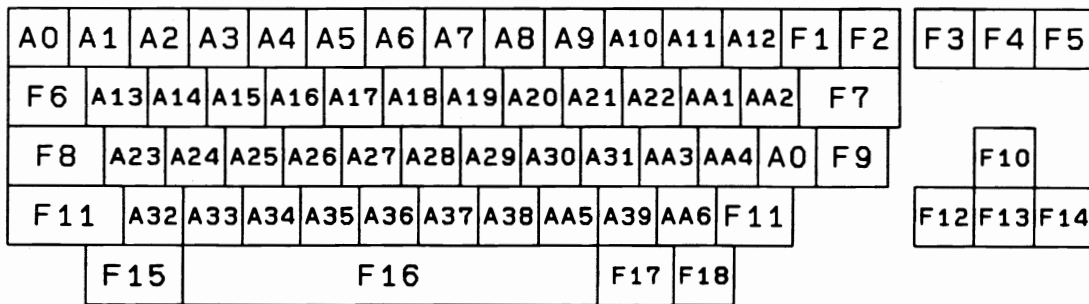 A0 A1 A2 A3 A4 A5 A6 A7 A8 A9 A10 A11 A12 F1 F2 F3 F4 F5
F6 A13 A14 A15 A16 A17 A18 A19 A20 A21 A22 AA1 AA2 F7
F8 A23 A24 A25 A26 A27 A28 A29 A30 A31 AA3 AA4 A0 F9 F10
F11 A32 A33 A34 A35 A36 A37 A38 AA5 A39 AA6 F11 F12 F13 F14
F15 F16 F17 F18